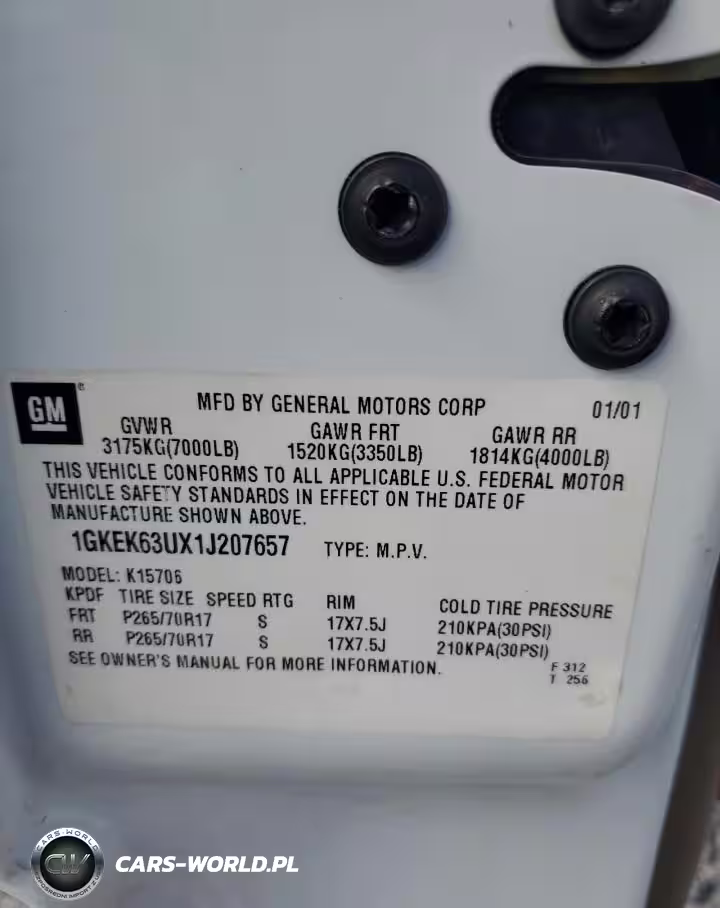 GM
MFD BY GENERAL MOTORS CORP 01/01
GVWR GAWR FRT GAWR RR
3175KG(7000LB) 1520KG(3350LB) 1814KG(4000LB)
THIS VEHICLE CONFORMS TO ALL APPLICABLE U.S. FEDERAL MOTOR
VEHICLE SAFETY STANDARDS IN EFFECT ON THE DATE OF
MANUFACTURE SHOWN ABOVE.
1GKEK63UX1J207657 TYPE: M.P.V.
MODEL: K15706
KPDF TIRE SIZE SPEED RTG RIM COLD TIRE PRESSURE
FRT P265/70R17 S 17X7.5J 210KPA(30PSI)
RR P265/70R17 S 17X7.5J 210KPA(30PSI)
SEE OWNER'S MANUAL FOR MORE INFORMATION.
F 312
T 256
CARS-WORLD
CW
CARS-WORLD.PL